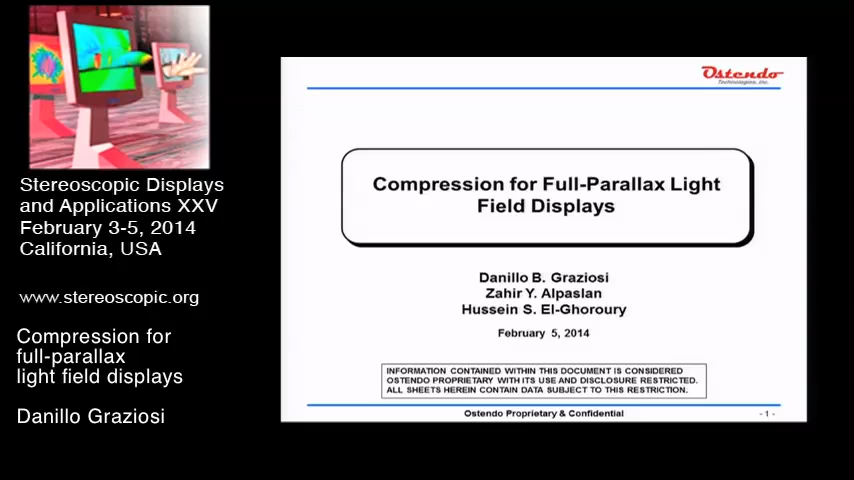 Stereoscopic Displays
and Applications XXV
February 3-5, 2014
California, USA
www.stereoscopic.org
Compression for
full-parallax
light field displays
Danillo Graziosi
Ostendo
Technologies, Inc.
Compression for Full-Parallax Light
Field Displays
Danillo B. Graziosi
Zahir Y. Alpaslan
Hussein S. El-Ghoroury
February 5, 2014
INFORMATION CONTAINED WITHIN THIS DOCUMENT IS CONSIDERED
OSTENDO PROPRIETARY WITH ITS USE AND DISCLOSURE RESTRICTED.
ALL SHEETS HEREIN CONTAIN DATA SUBJECT TO THIS RESTRICTION.
Ostendo Proprietary & Confidential
- 1 -